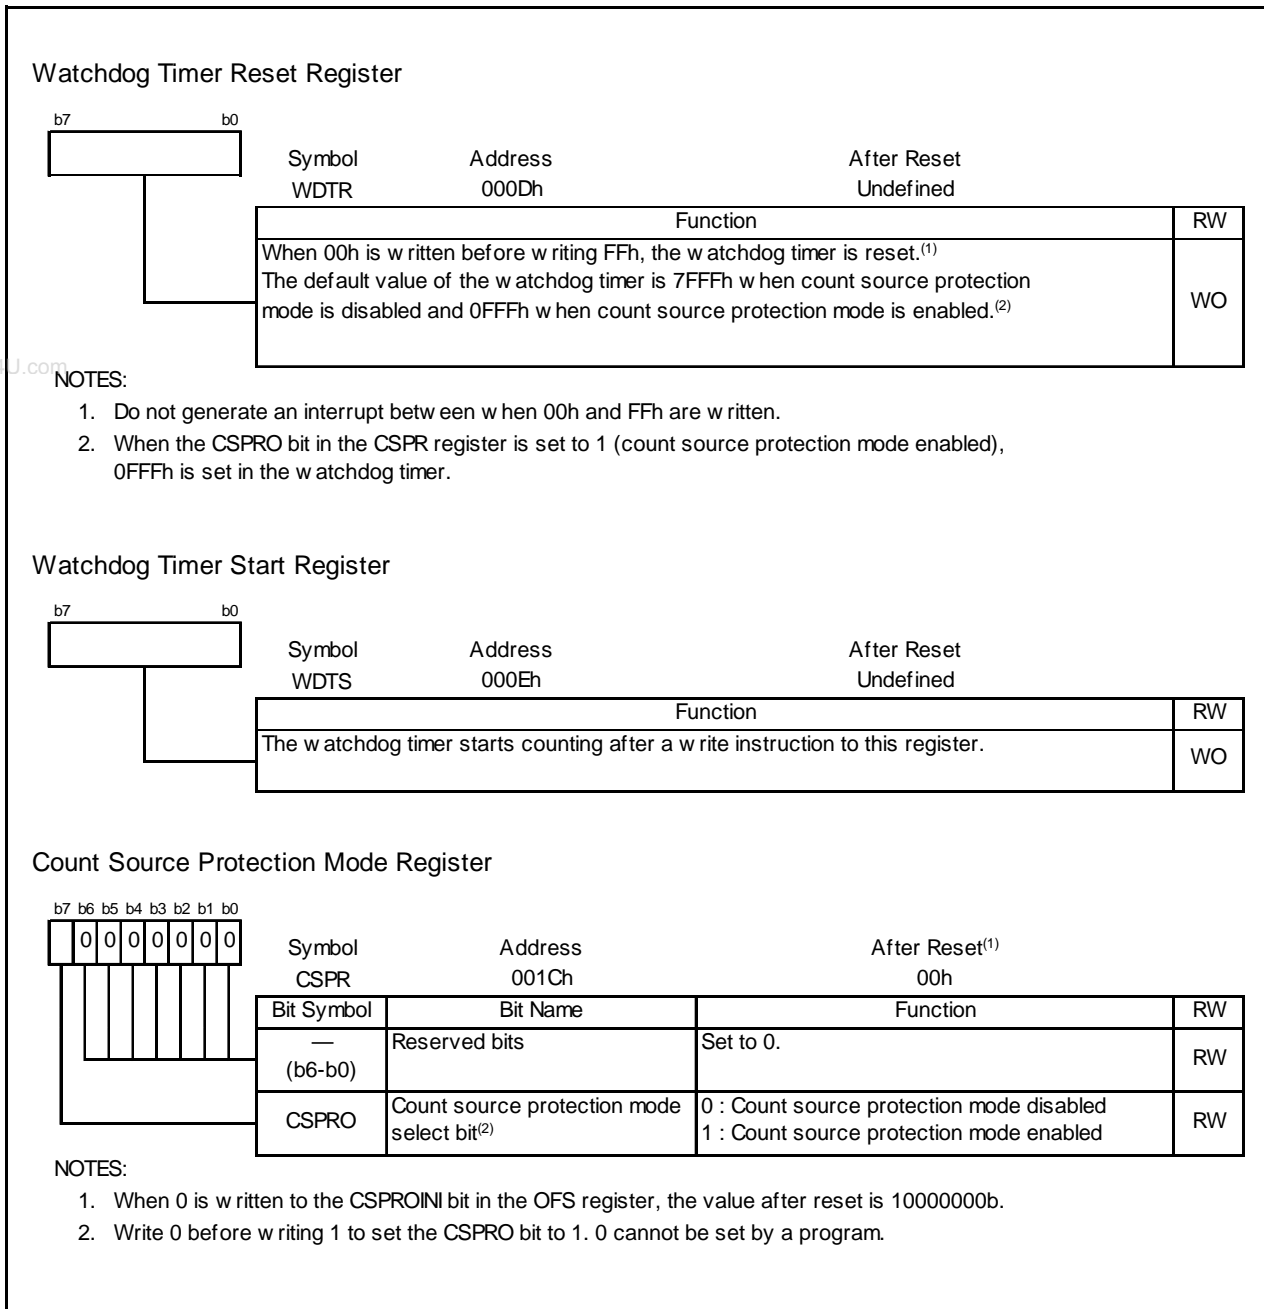 Watchdog Timer Reset Register
b7 b0
Symbol Address After Reset
WDTR 000Dh Undefined
Function RW
When 00h is written before writing FFh, the watchdog timer is reset.(1)
The default value of the watchdog timer is 7FFFh when count source protection
mode is disabled and 0FFFh when count source protection mode is enabled.(2)
WO
4U.com
NOTES:
1. Do not generate an interrupt between when 00h and FFh are written.
2. When the CSPRO bit in the CSPR register is set to 1 (count source protection mode enabled),
0FFFh is set in the watchdog timer.
Watchdog Timer Start Register
b7 b0
Symbol Address After Reset
WDTS 000Eh Undefined
Function RW
The watchdog timer starts counting after a write instruction to this register.
WO
Count Source Protection Mode Register
b7 b6 b5 b4 b3 b2 b1 b0
0 0 0 0 0 0 0
Symbol Address After Reset(1)
CSPR 001Ch 00h
Bit Symbol Bit Name Function RW
— Reserved bits Set to 0.
(b6-b0) RW
CSPRO Count source protection mode 0 : Count source protection mode disabled RW
select bit(2) 1 : Count source protection mode enabled
NOTES:
1. When 0 is written to the CSPROINI bit in the OFS register, the value after reset is 10000000b.
2. Write 0 before writing 1 to set the CSPRO bit to 1. 0 cannot be set by a program.